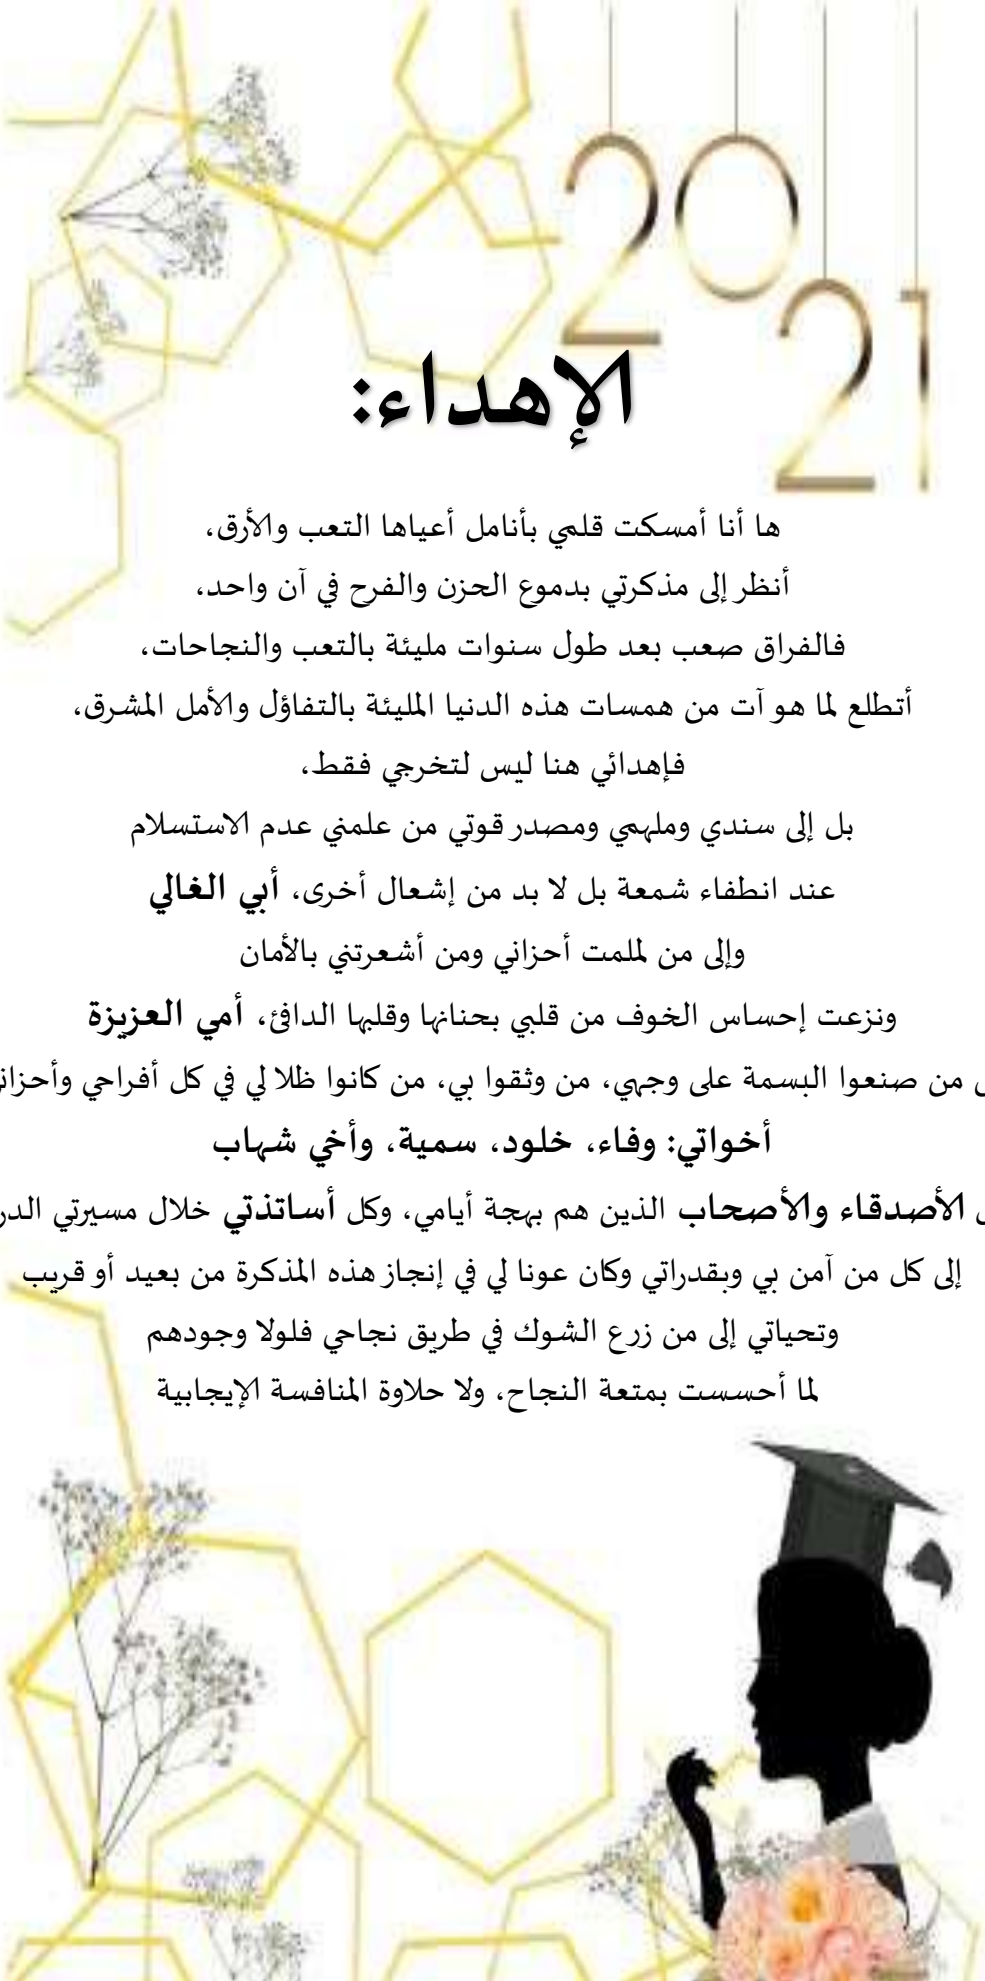 2021
الإهداء:
ها أنا أمسكت قلمي بأنامل أعياها التعب والأرق،
أنظر إلى مذكرتي بدموع الحزن والفرح في آن واحد،
فالفراق صعب بعد طول سنوات مليئة بالتعب والنجاحات،
أتطلع لما هو آت من همسات هذه الدنيا المليئة بالتفاؤل والأمل المشرق،
فإهدائي هنا ليس لتخرجي فقط،
بل إلى سندي وملهمي ومصدر قوتي من علمني عدم الاستسلام
عند انطفاء شمعة بل لا بد من إشعال أخرى، أبي الغالي
وإلى من لملمت أحزاني ومن أشعرتني بالأمان
ونزعت إحساس الخوف من قلبي بحنانها وقلبها الدافئ، أمي العزيزة
من صنعوا البسمة على وجهي، من وثقوا بي، من كانوا ظلا لي في كل أفراحي
أخواتي: وفاء، خلود، سمية، وأخي شهاب
الأصدقاء والأصحاب الذين هم بهجة أيامي، وكل أساتذتي خلال مسيرتي
إلى كل من آمن بي وبقدراتي وكان عونا لي في إنجاز هذه المذكرة من بعيد أو قريب
وتحياتي إلى من زرع الشوك في طريق نجاحي فلولا وجودهم
لما أحسست بمتعة النجاح، ولا حلاوة المنافسة الإيجابية